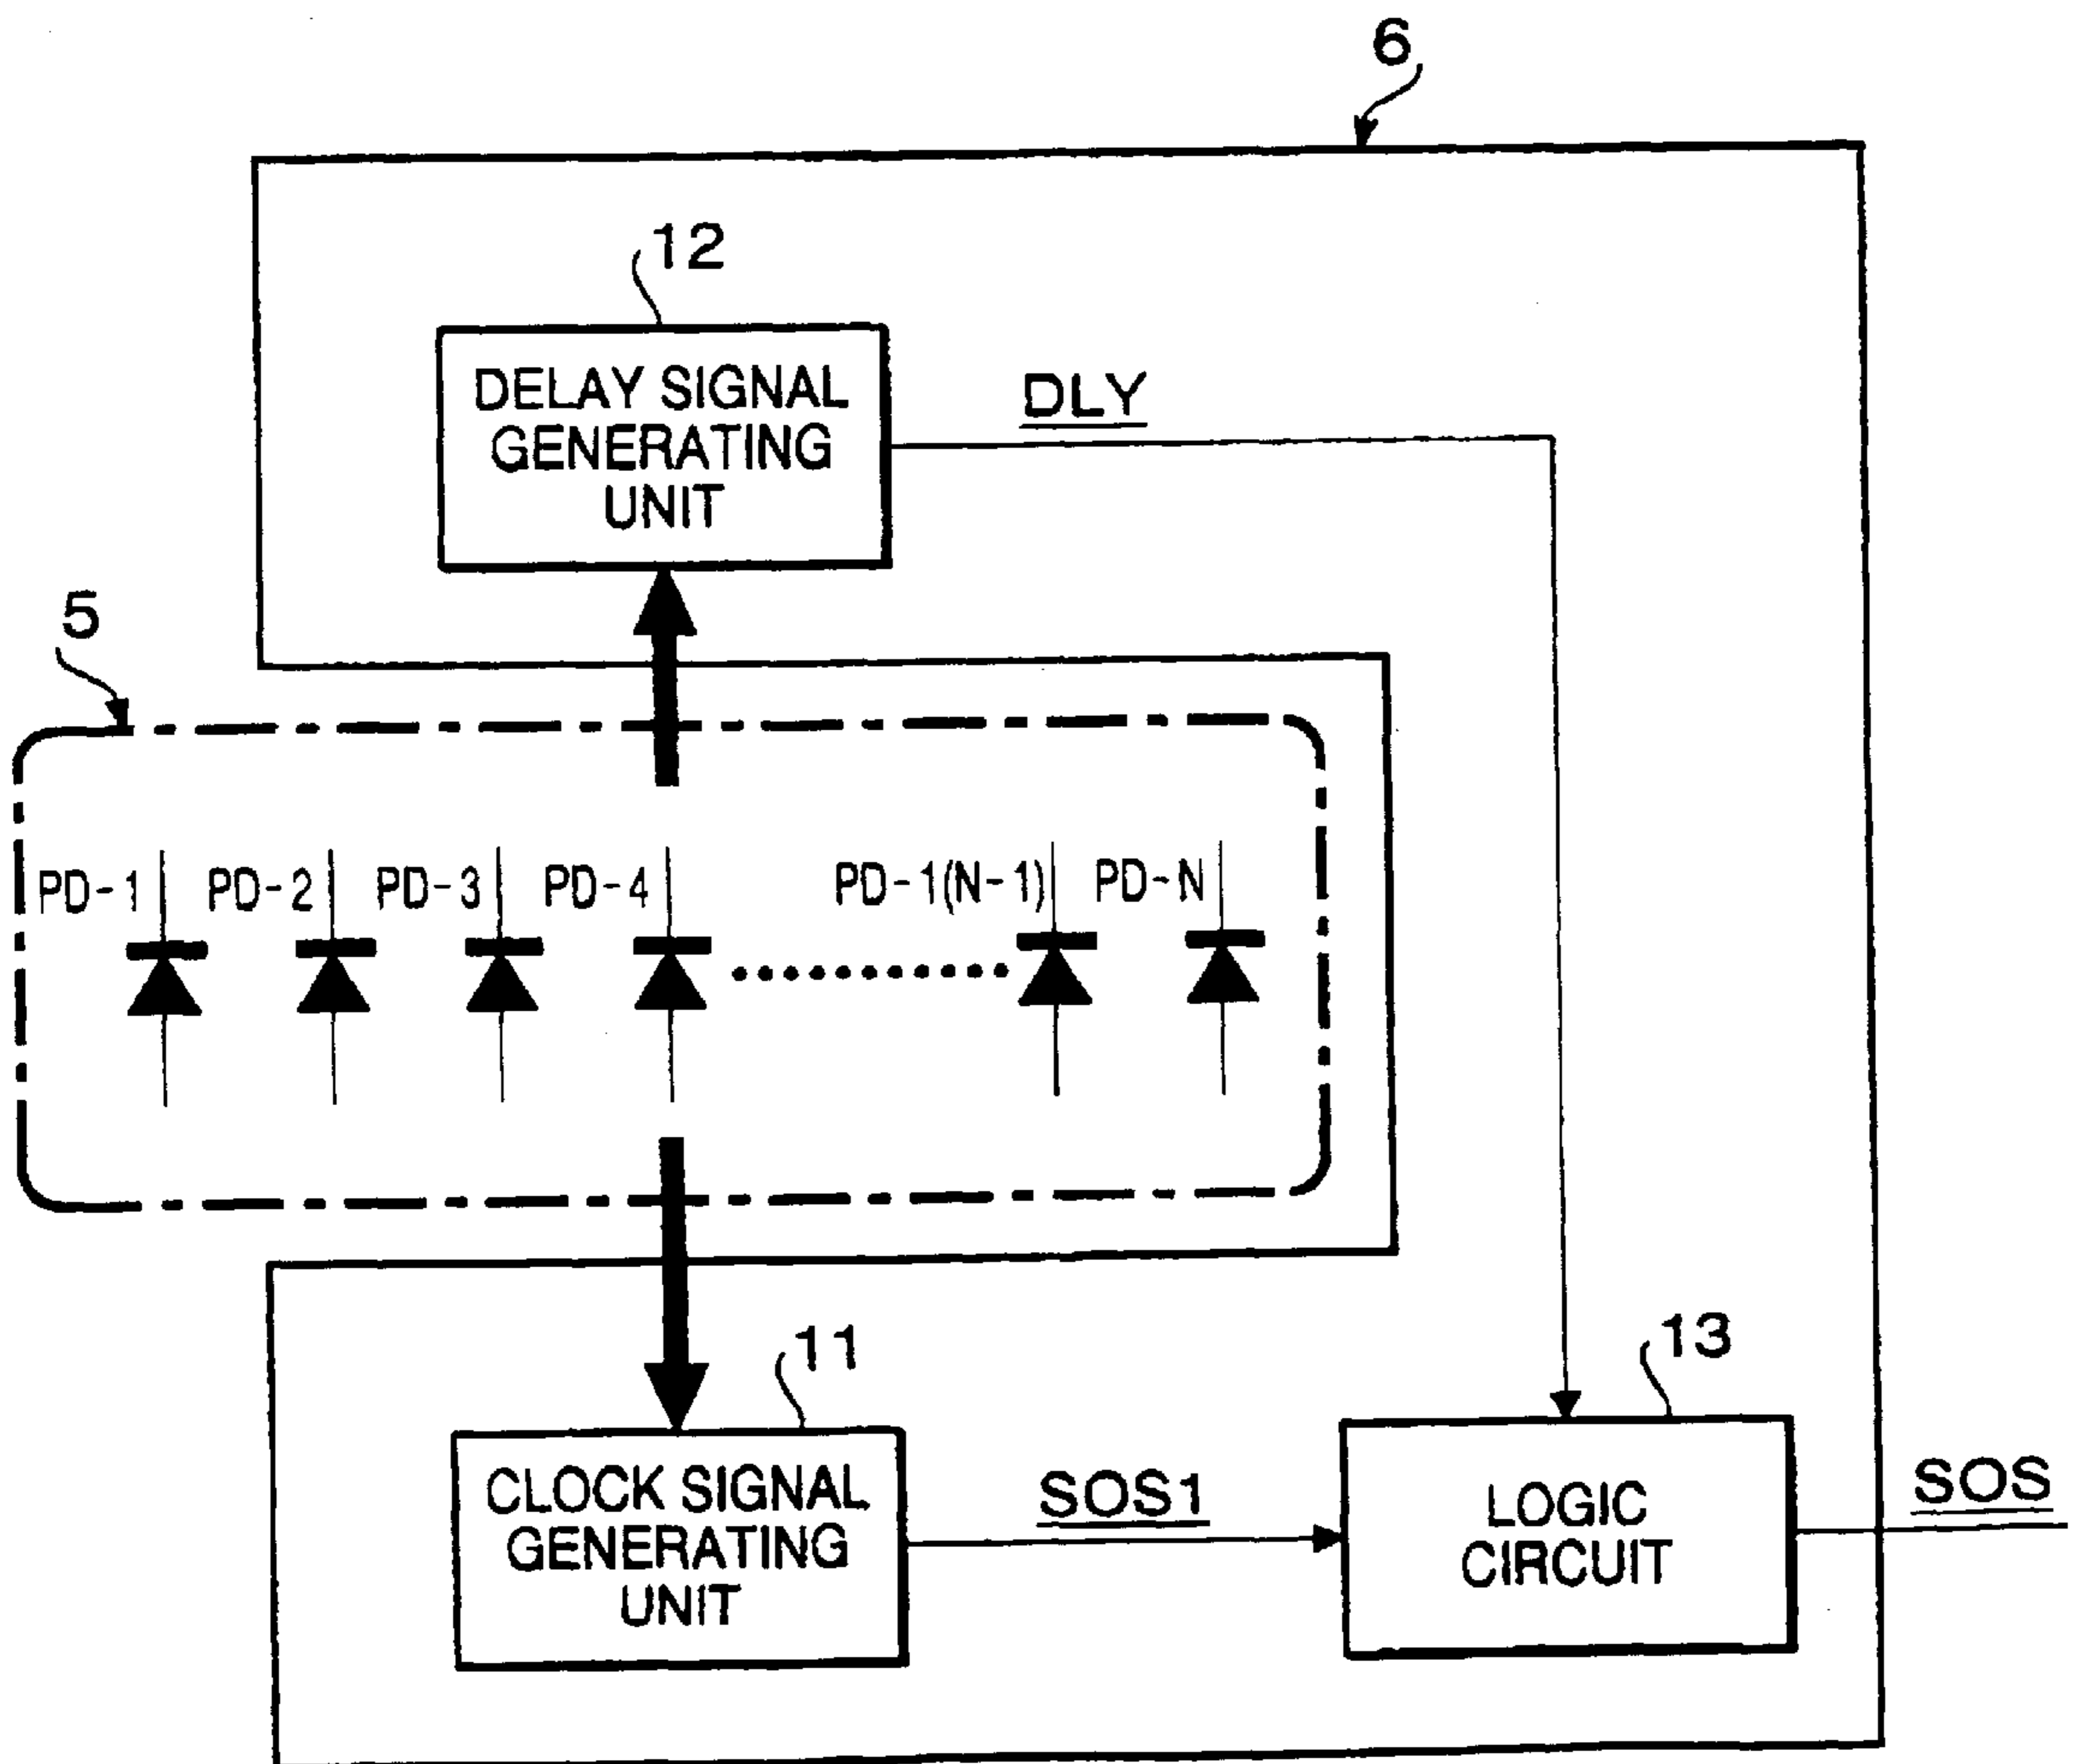 6
12
DELAY SIGNAL
GENERATING
UNIT
DLY
5
PD-1
PD-2
PD-3
PD-4
PD-1(N-1)
PD-N
11
CLOCK SIGNAL
GENERATING
UNIT
SOS1
13
LOGIC
CIRCUIT
SOS